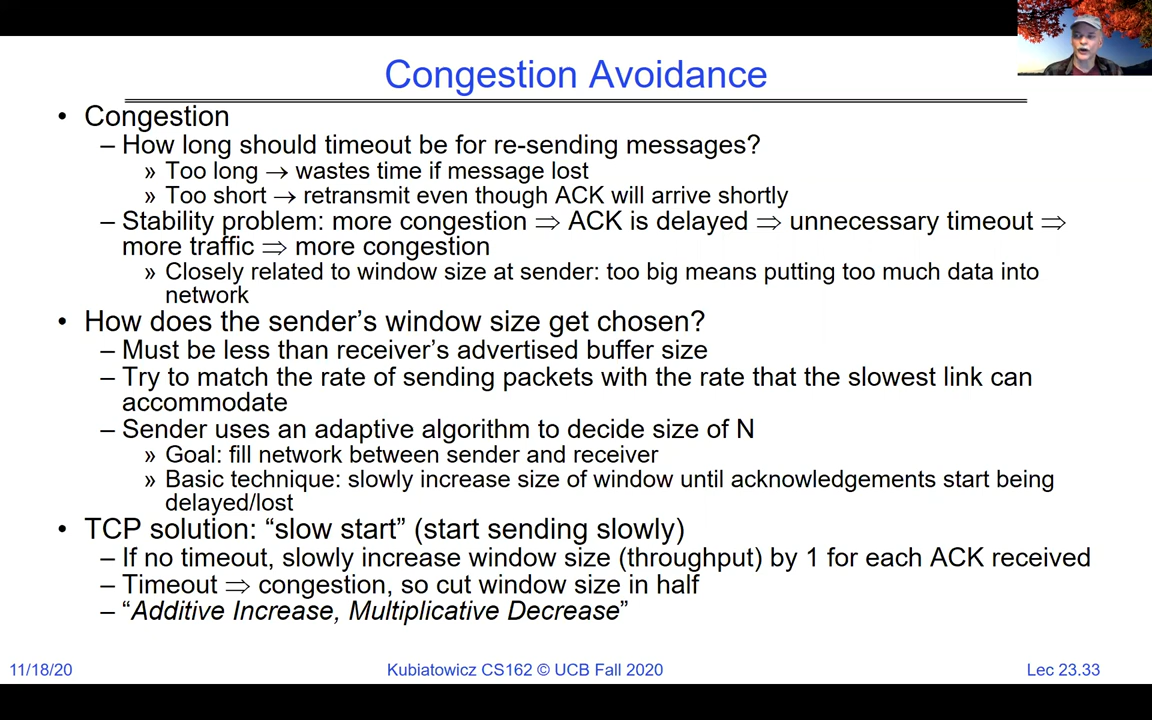 Congestion Avoidance
• Congestion
– How long should timeout be for re-sending messages?
» Too long → wastes time if message lost
» Too short → retransmit even though ACK will arrive shortly
– Stability problem: more congestion ⇒ ACK is delayed ⇒ unnecessary timeout ⇒
more traffic ⇒ more congestion
» Closely related to window size at sender: too big means putting too much data into
network
• How does the sender’s window size get chosen?
– Must be less than receiver’s advertised buffer size
– Try to match the rate of sending packets with the rate that the slowest link can
accommodate
– Sender uses an adaptive algorithm to decide size of N
» Goal: fill network between sender and receiver
» Basic technique: slowly increase size of window until acknowledgements start being
delayed/lost
• TCP solution: “slow start” (start sending slowly)
– If no timeout, slowly increase window size (throughput) by 1 for each ACK received
– Timeout ⇒ congestion, so cut window size in half
– “Additive Increase, Multiplicative Decrease”
11/18/20
Kubiatowicz CS162 © UCB Fall 2020
Lec 23.33